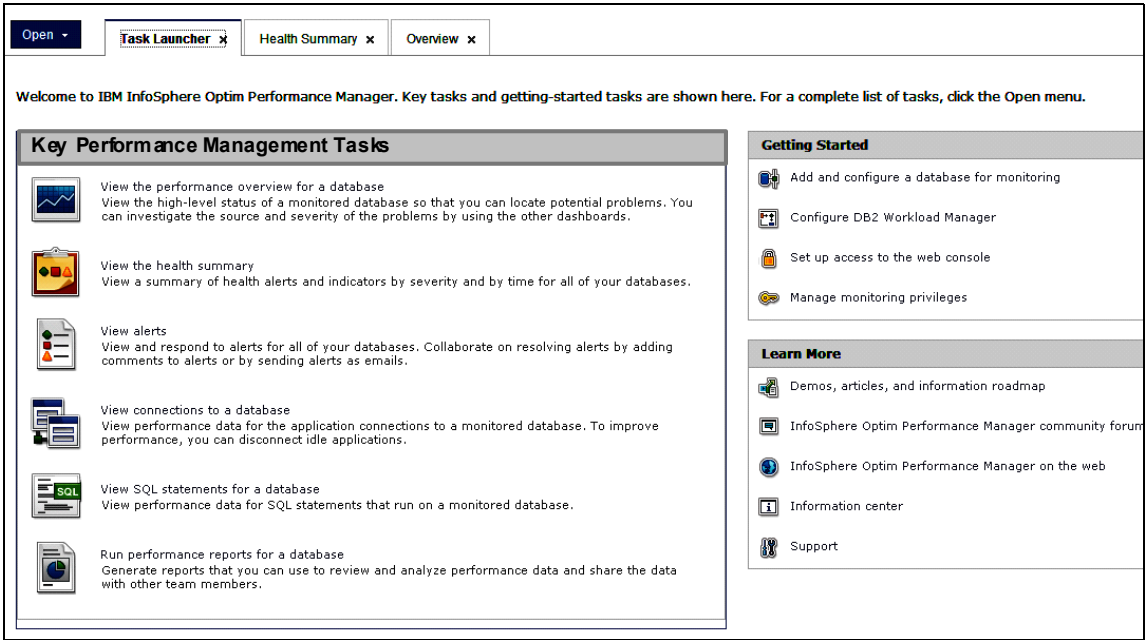 Open
Task Launcher x
Health Summary x
Overview x
Welcome to IBM InfoSphere Optim Performance Manager. Key tasks and getting-started tasks are shown here. For a complete list of tasks, click the Open menu.
Key Performance Management Tasks
View the performance overview for a database
View the high-level status of a monitored database so that you can locate potential problems. You
can investigate the source and severity of the problems by using the other dashboards.
View the health summary
View a summary of health alerts and indicators by severity and by time for all of your databases.
View alerts
View and respond to alerts for all of your databases. Collaborate on resolving alerts by adding
comments to alerts or by sending alerts as emails.
View connections to a database
View performance data for the application connections to a monitored database. To improve
performance, you can disconnect idle applications.
SQL
View SQL statements for a database
View performance data for SQL statements that run on a monitored database.
Run performance reports for a database
Generate reports that you can use to review and analyze performance data and share the data
with other team members.
Getting Started
Add and configure a database for monitoring
Configure DB2 Workload Manager
Set up access to the web console
Manage monitoring privileges
Learn More
Demos, articles, and information roadmap
InfoSphere Optim Performance Manager community forum
InfoSphere Optim Performance Manager on the web
Information center
Support